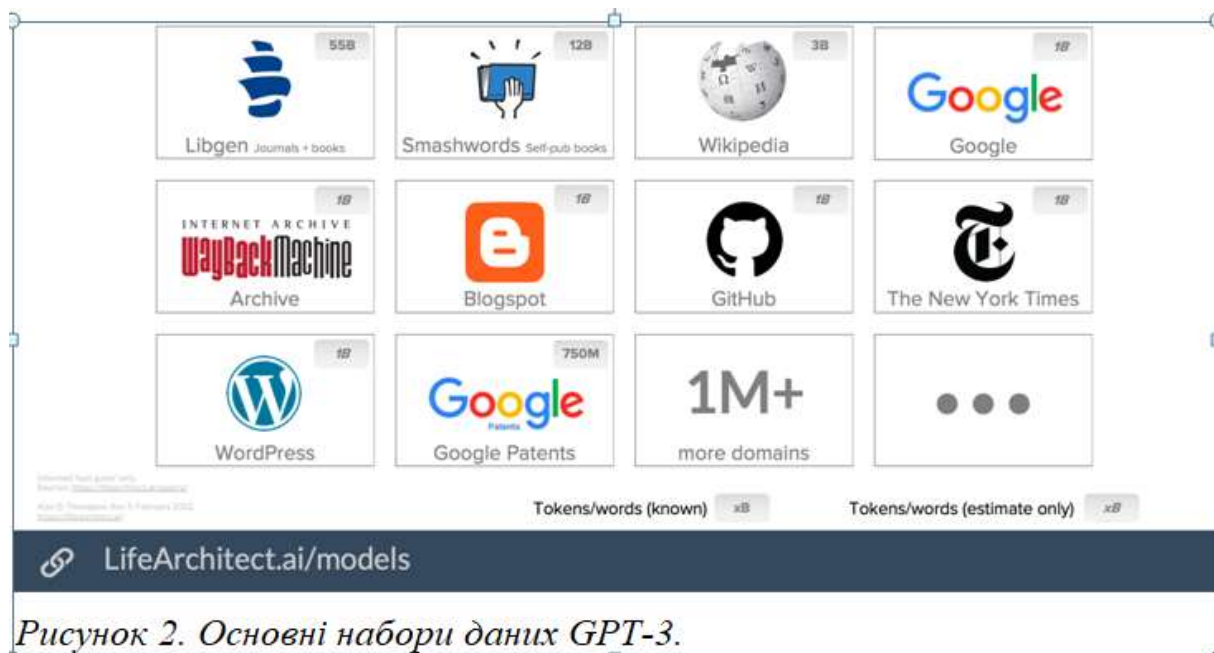 55B 12B 3B 1B
Google
Libgen Journals + books Smashwords Self-pub books Wikipedia Google
1B 1B 1B 1B
INTERNET ARCHIVE
WayBackMachine
Archive Blogspot GitHub The New York Times
1B 750M
Google
Patents
1M+
WordPress Google Patents more domains
Tokens/words (known) xB Tokens/words (estimate only) xB
LifeArchitect.ai/models
Рисунок 2. Основні набори даних GPT-3.